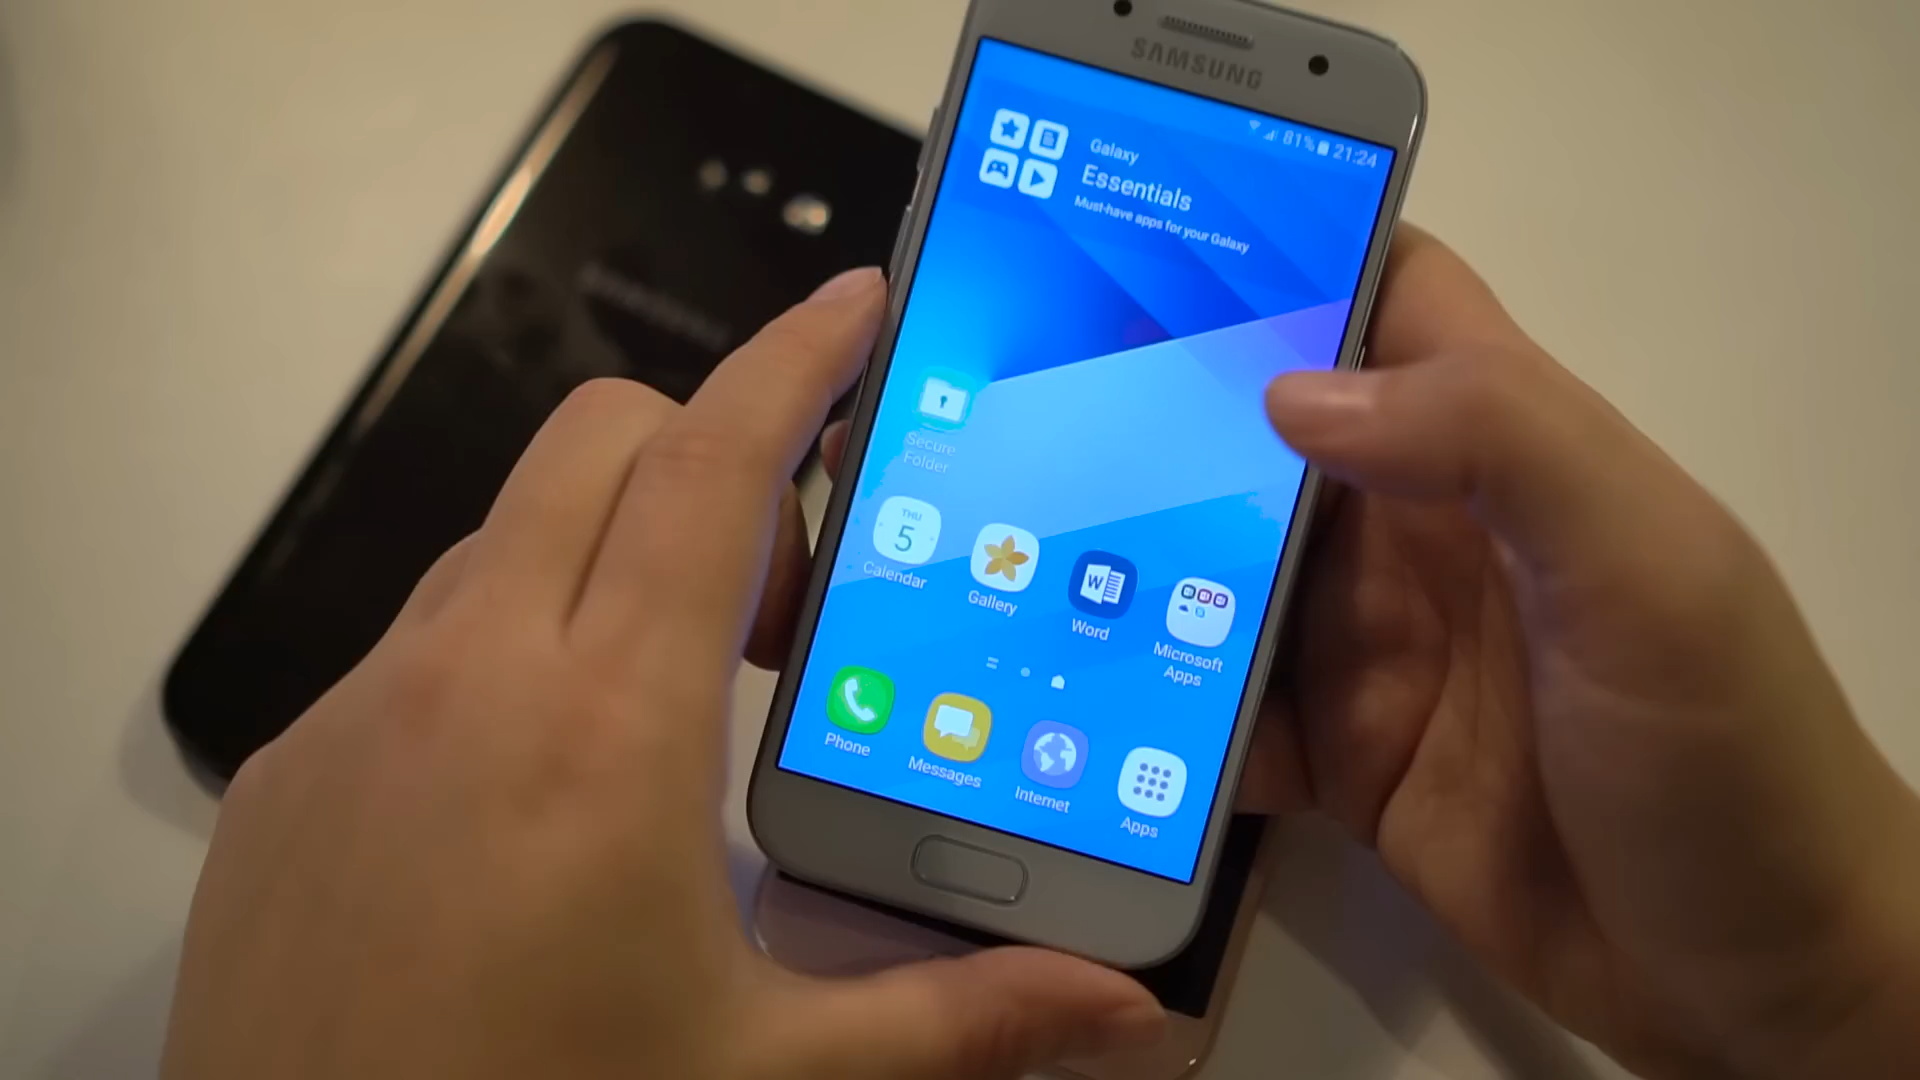 SAMSUNG
81% 21:24
Galaxy
Essentials
Must-have apps for your Galaxy
Secure
Folder
THU
5
Calendar
Gallery
W
Word
Microsoft
Apps
Phone
Messages
Internet
Apps
SAMSUNG